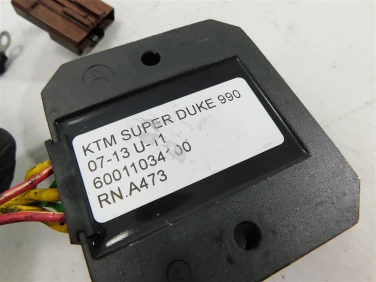 KTM SUPER DUKE 990
07-13 U-11
60011034100
RN.A473